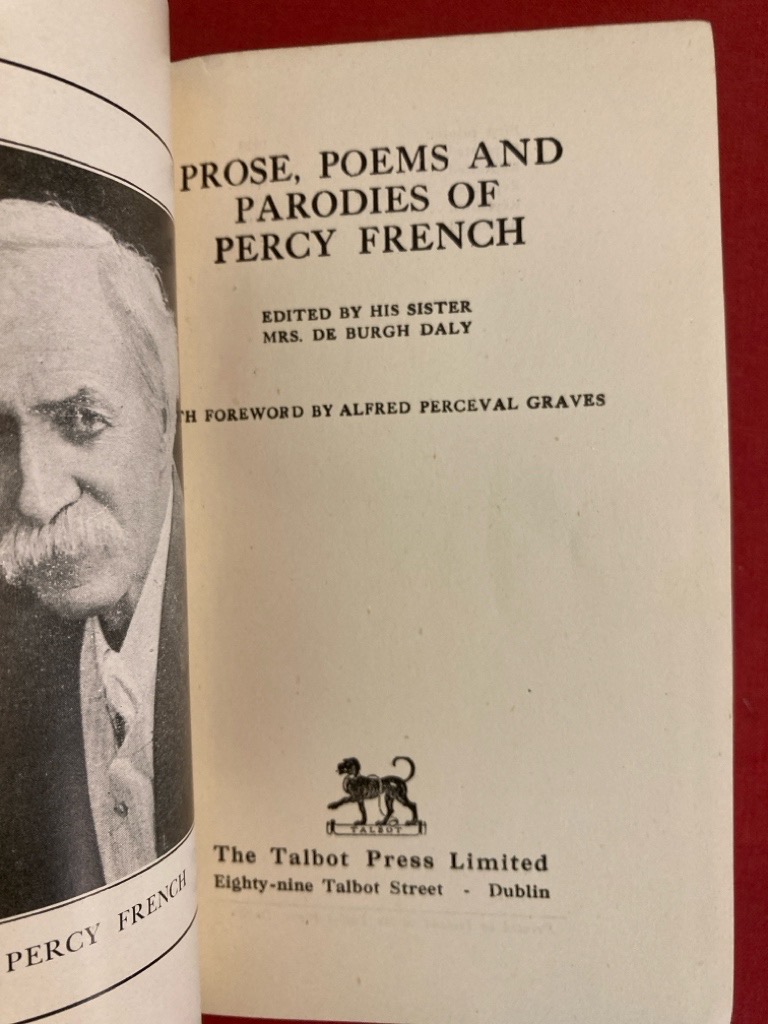 PROSE, POEMS AND
PARODIES OF
PERCY FRENCH
EDITED BY HIS SISTER
MRS. DE BURGH DALY
TH FOREWORD BY ALFRED PERCEVAL GRAVES
TALBOT
The Talbot Press Limited
Eighty-nine Talbot Street - Dublin
PERCY FRENCH